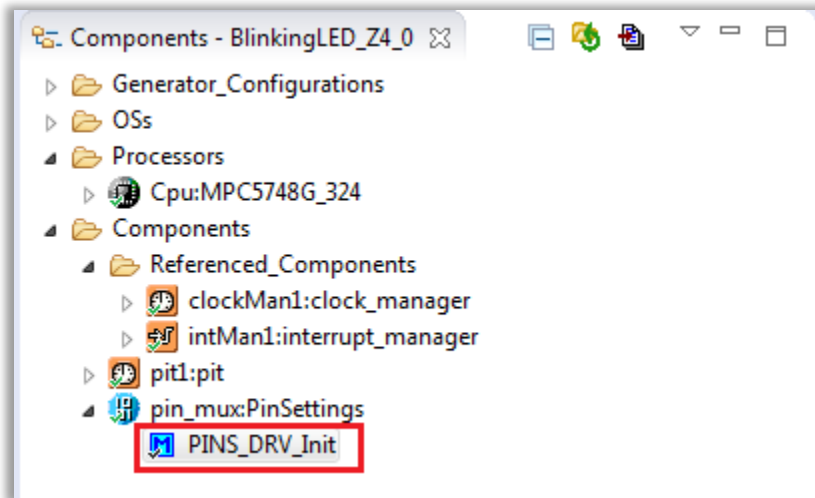 Components - BlinkingLED_Z4_0
Generator_Configurations
OSs
Processors
Cpu:MPC5748G_324
Components
Referenced_Components
clockMan1:clock_manager
intMan1:interrupt_manager
pit1:pit
pin_mux:PinSettings
PINS_DRV_Init